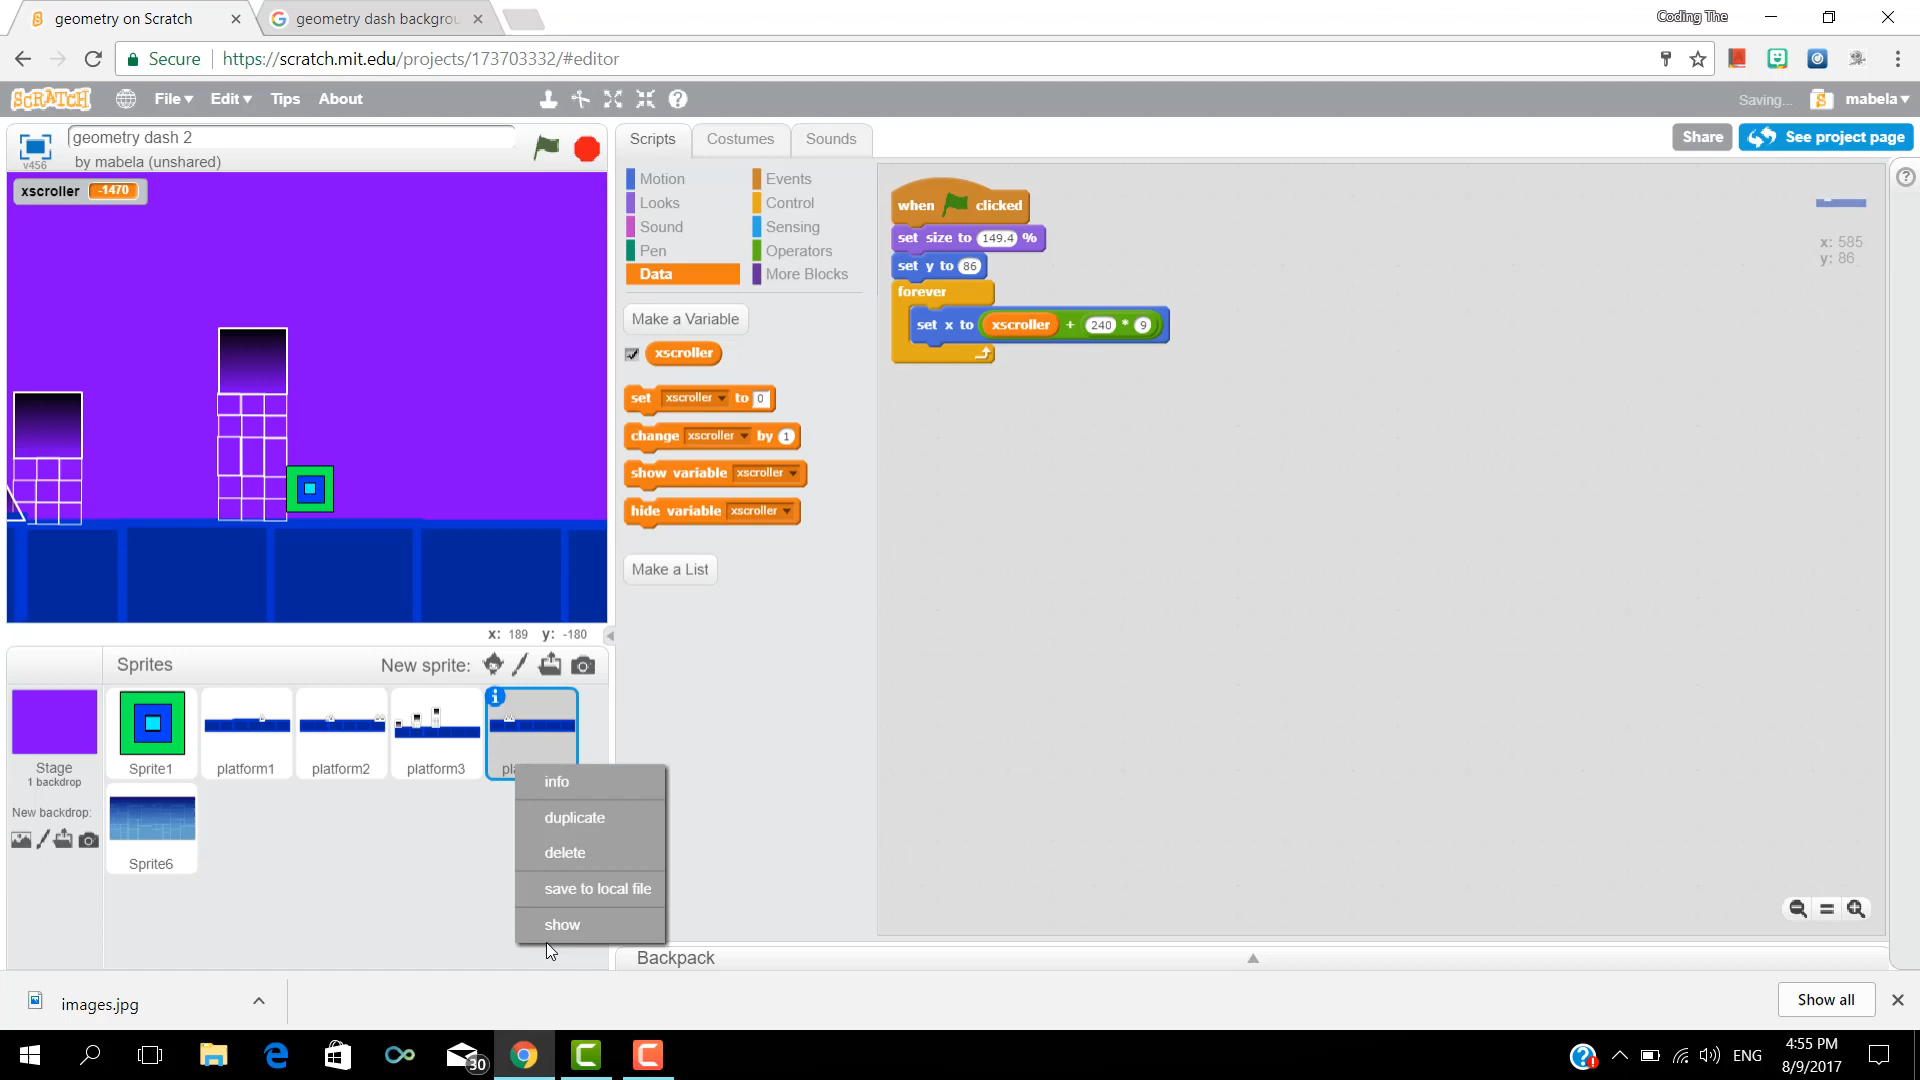 geometry on Scratch
geometry dash backgrou
Coding The
Secure
https://scratch.mit.edu/projects/173703332/#editor
SCRATCH
File
Edit
Tips
About
Saving...
mabela
geometry dash 2
by mabela (unshared)
v456
Scripts
Costumes
Sounds
Share
See project page
xscroller -1470
Motion
Events
Looks
Control
Sound
Sensing
Pen
Operators
Data
More Blocks
Make a Variable
xscroller
set xscroller to 0
change xscroller by 1
show variable xscroller
hide variable xscroller
Make a List
when clicked
set size to 149.4 %
set y to 86
forever
set x to xscroller + 240 * 9
x: 585
y: 86
x: 189 y: -180
Sprites
New sprite:
Stage
1 backdrop
New backdrop:
Sprite1
platform1
platform2
platform3
Sprite6
info
duplicate
delete
save to local file
show
Backpack
images.jpg
Show all
30
ENG
4:55 PM
8/9/2017